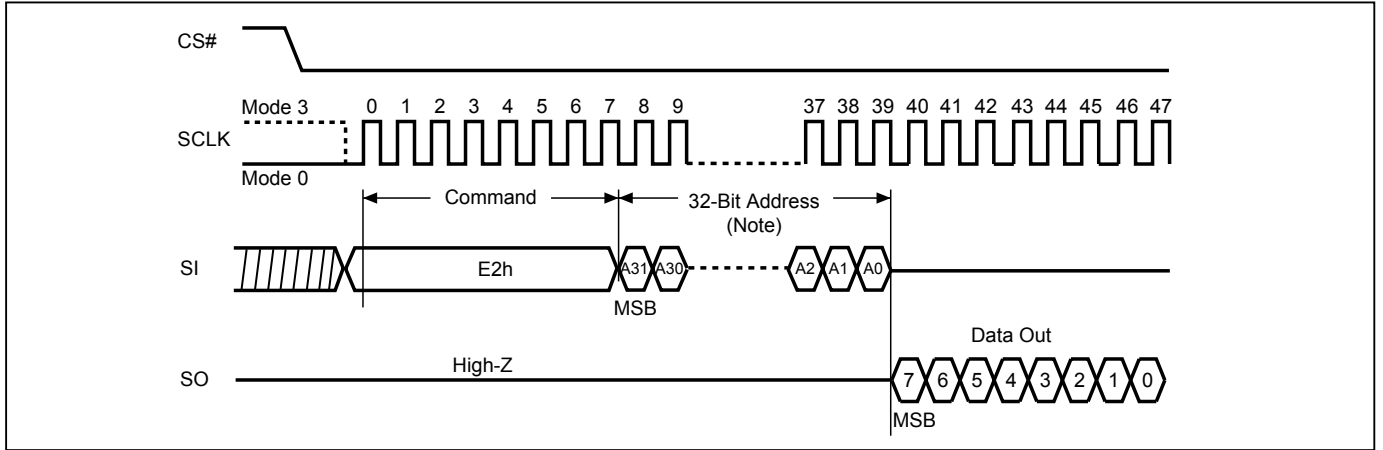 CS#
Mode 3
0 1 2 3 4 5 6 7 8 9 37 38 39 40 41 42 43 44 45 46 47
SCLK
Mode 0
Command
32-Bit Address
(Note)
SI
E2h
A31 A30 A2 A1 A0
MSB
Data Out
High-Z
SO
7 6 5 4 3 2 1 0
MSB